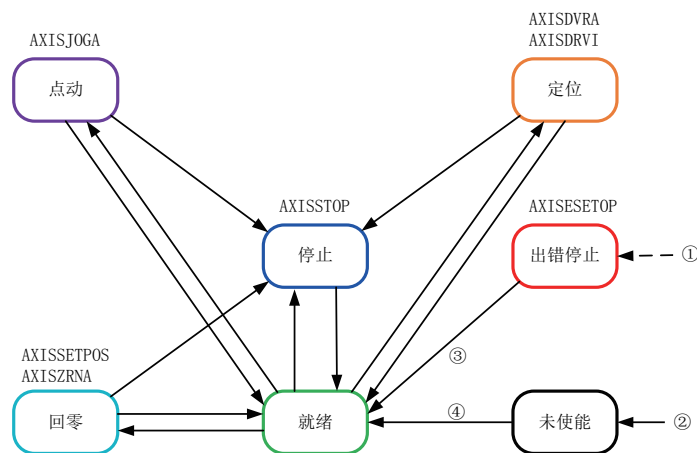 AXISJOGA
点动
AXISDVRA
AXISDRVI
定位
AXISSTOP
停止
AXISESETOP
出错停止
①
③
AXISSETPOS
AXISZRNA
回零
就绪
④
未使能
②